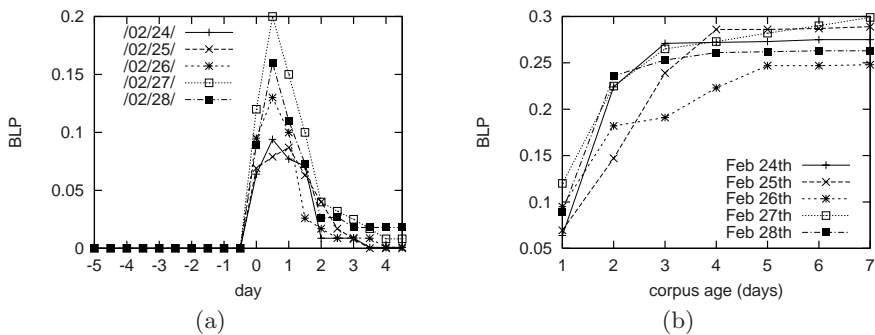 0.2
0.15
0.1
0.05
0
BLP
/02/24/
/02/25/
/02/26/
/02/27/
/02/28/
-5 -4 -3 -2 -1 0 1 2 3 4
day
(a)
0.3
0.25
0.2
0.15
0.1
0.05
BLP
Feb 24th
Feb 25th
Feb 26th
Feb 27th
Feb 28th
1 2 3 4 5 6 7
corpus age (days)
(b)